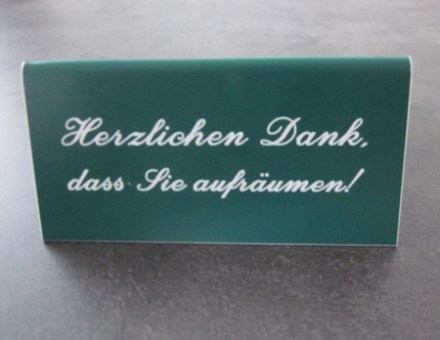 Herzlichen Dank,
dass Sie aufräumen!